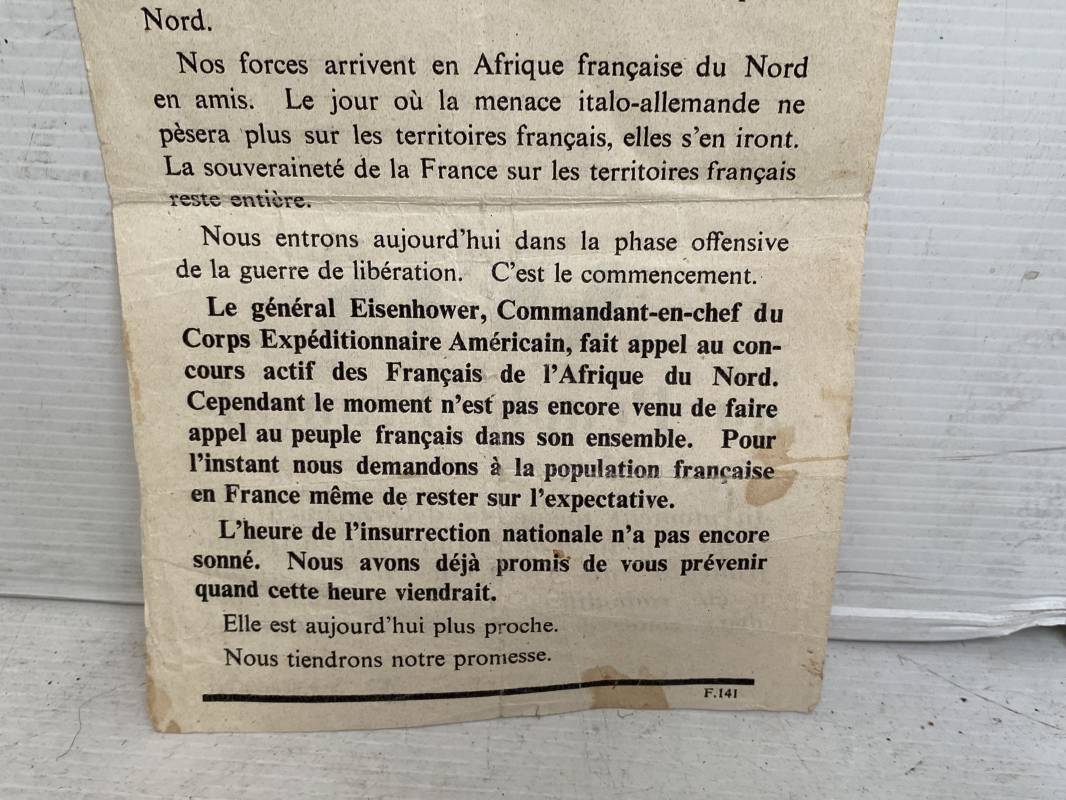 Nord.
Nos forces arrivent en Afrique française du Nord
en amis. Le jour où la menace italo-allemande ne
pèsera plus sur les territoires français, elles s'en iront.
La souveraineté de la France sur les territoires français
reste entière.
Nous entrons aujourd'hui dans la phase offensive
de la guerre de libération. C'est le commencement.
Le général Eisenhower, Commandant-en-chef du
Corps Expéditionnaire Américain, fait appel au con-
cours actif des Français de l'Afrique du Nord.
Cependant le moment n'est pas encore venu de faire
appel au peuple français dans son ensemble. Pour
l'instant nous demandons à la population française
en France même de rester sur l'expectative.
L'heure de l'insurrection nationale n'a pas encore
sonné. Nous avons déjà promis de vous prévenir
quand cette heure viendrait.
Elle est aujourd'hui plus proche.
Nous tiendrons notre promesse.
F.141